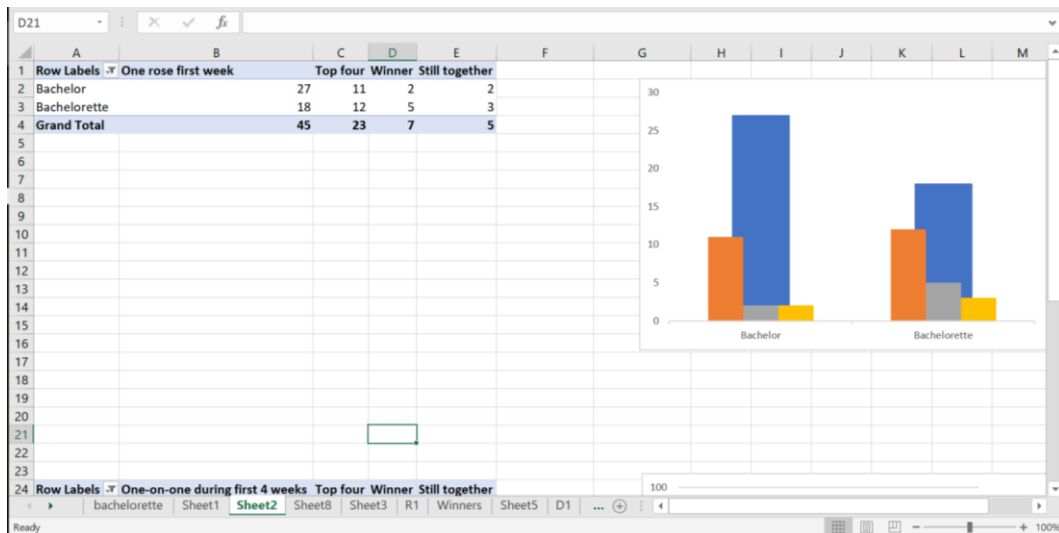 D21 fx
A B C D E F G H I J K L M
1 Row Labels One rose first week Top four Winner Still together
2 Bachelor 27 11 2 2
3 Bachelorette 18 12 5 3
4 Grand Total 45 23 7 5
5
6
7
8
9
10
11
12
13
14
15
16
17
18
19
20
21
22
23
24 Row Labels One-on-one during first 4 weeks Top four Winner Still together
30
25
20
15
10
5
0
Bachelor Bachelorette
100
bachelorette Sheet1 Sheet2 Sheet8 Sheet3 R1 Winners Sheet5 D1 ...
Ready 100%